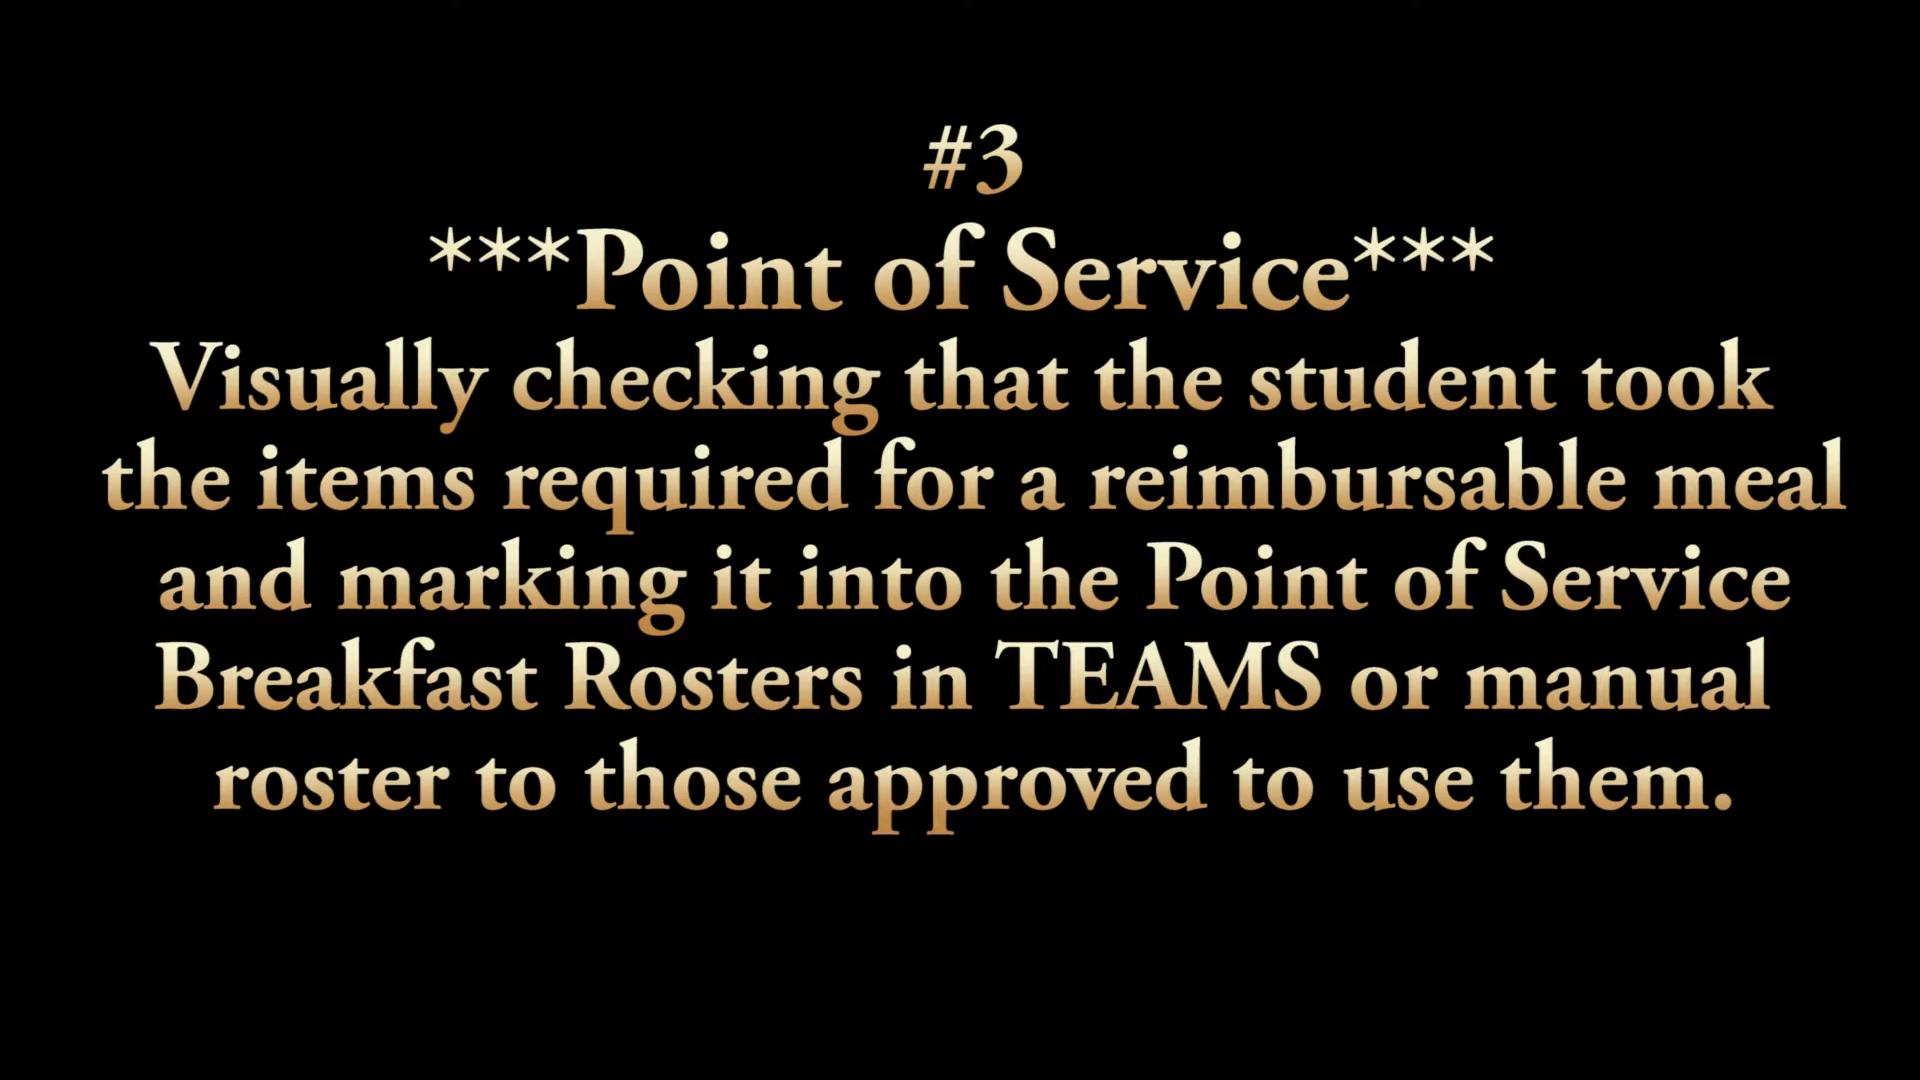 #3
***Point of Service***
Visually checking that the student took
the items required for a reimbursable meal
and marking it into the Point of Service
Breakfast Rosters in TEAMS or manual
roster to those approved to use them.